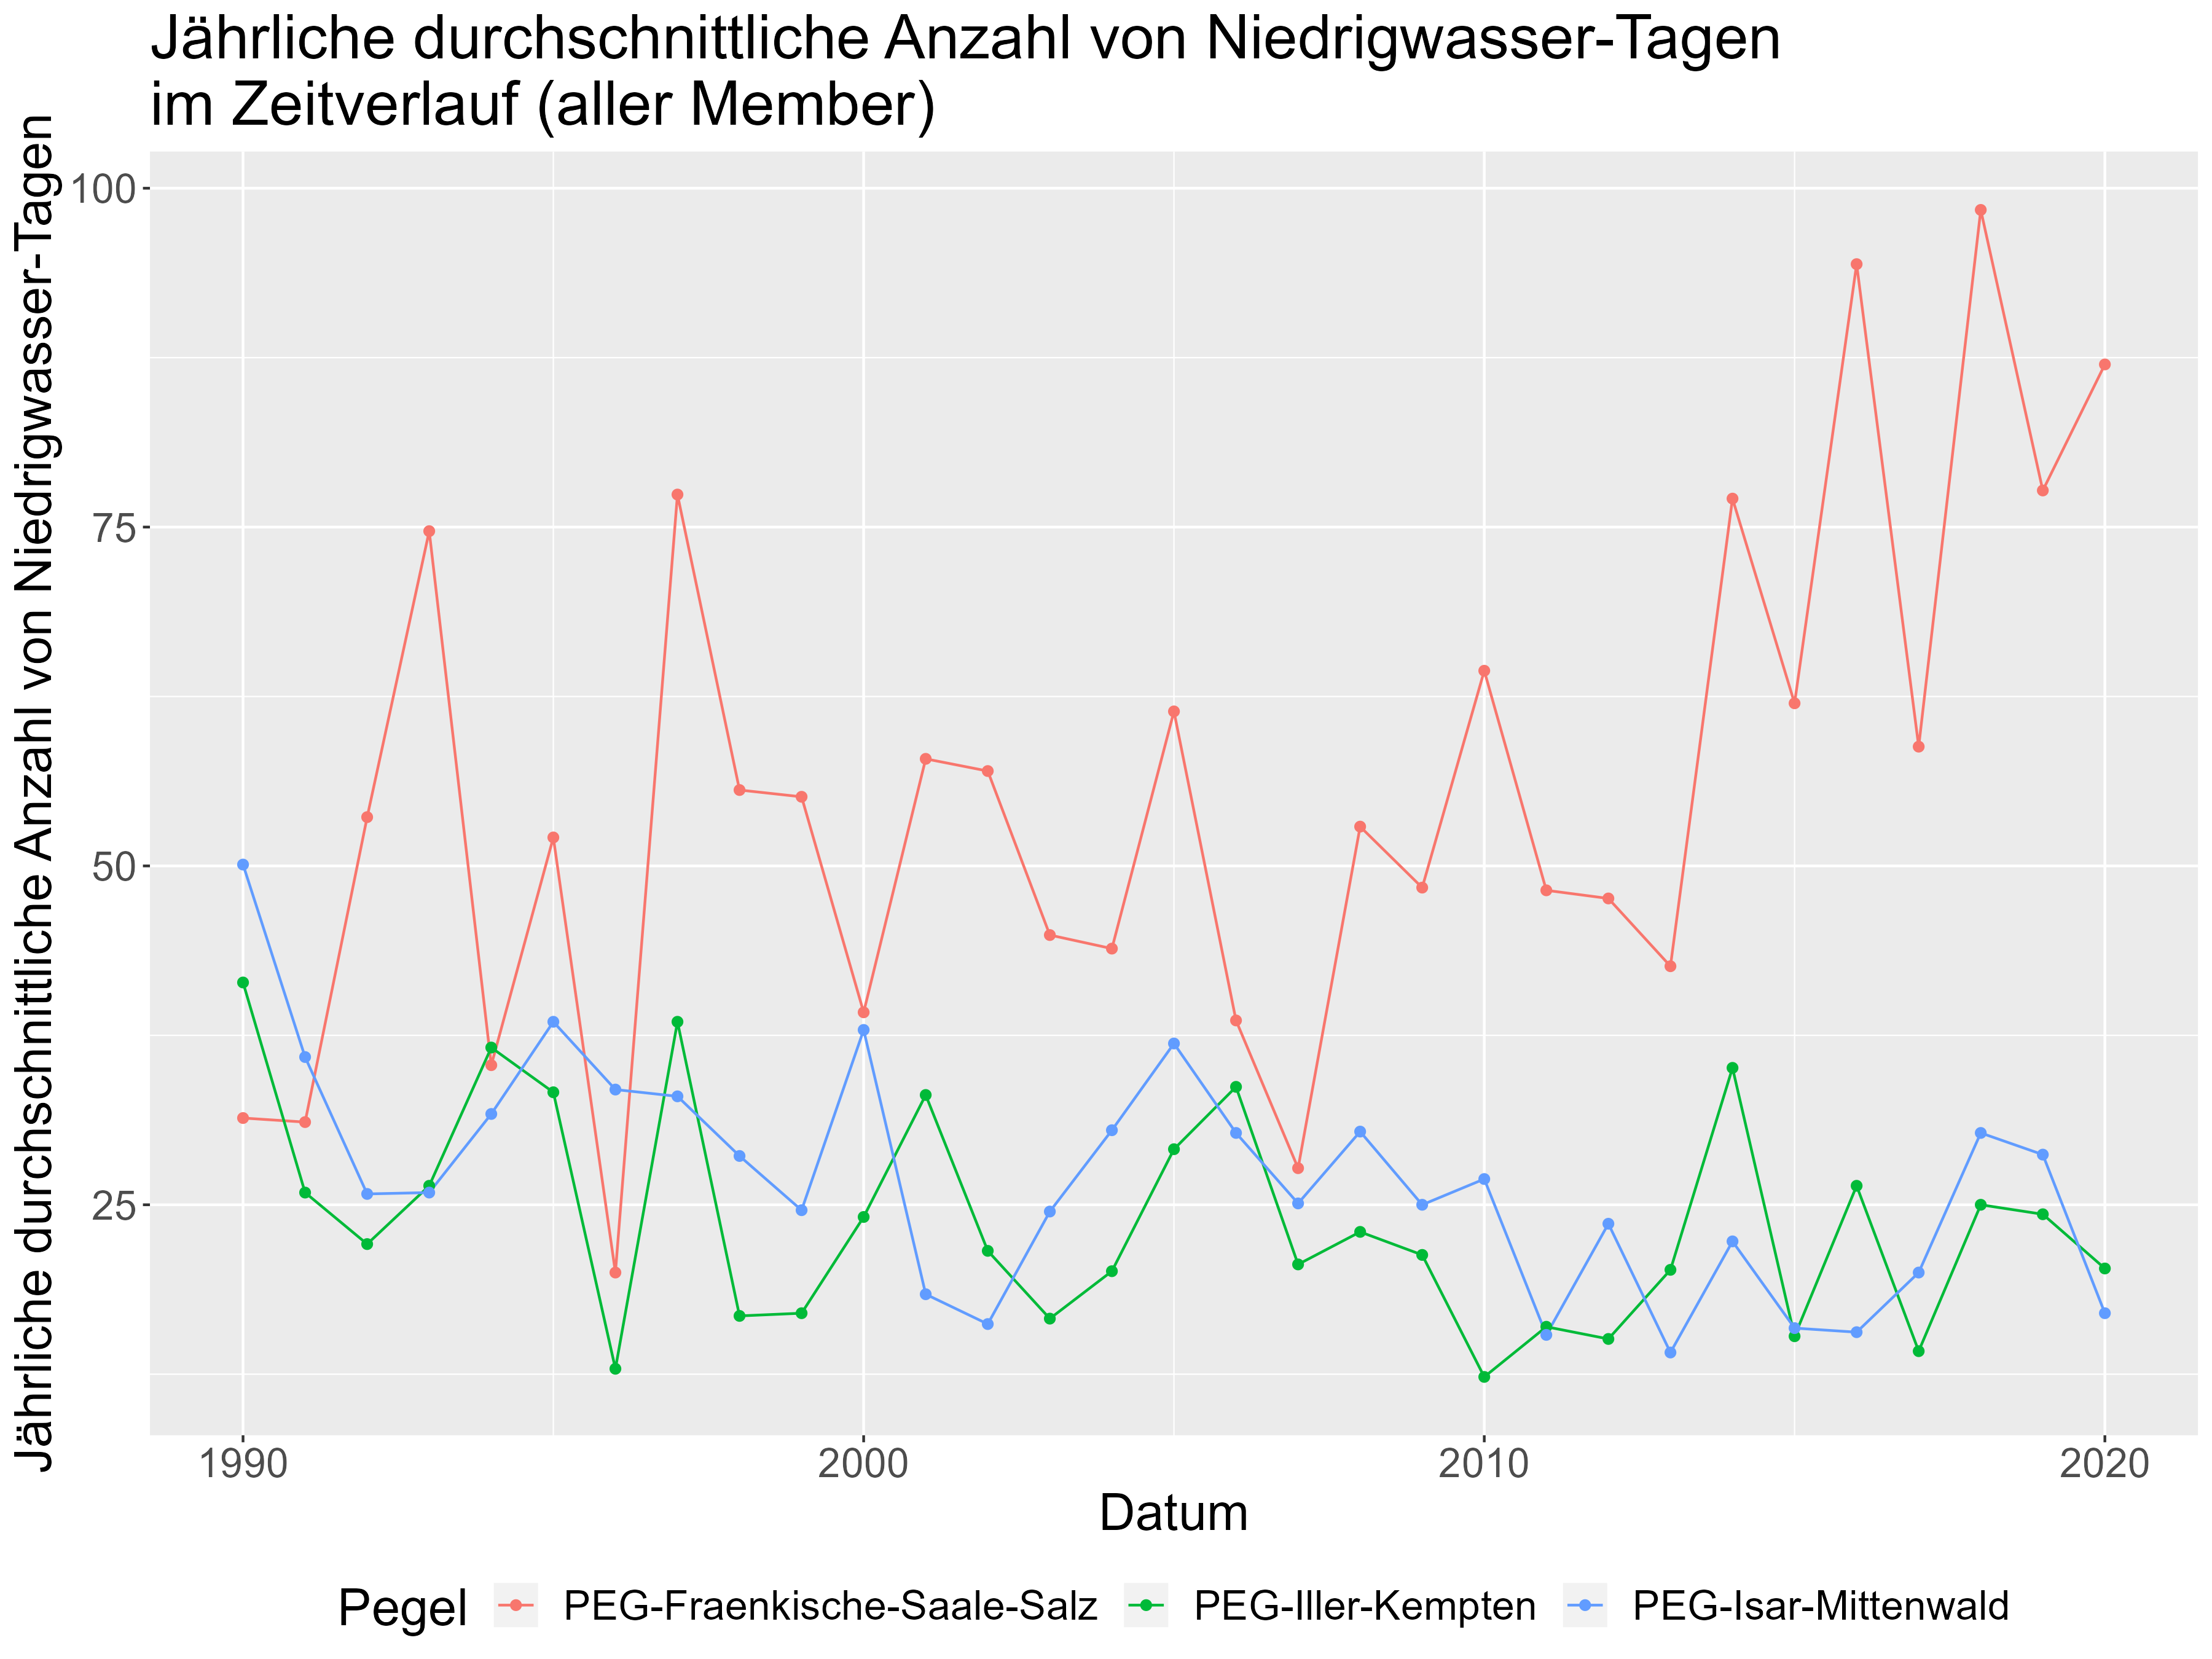 Jährliche durchschnittliche Anzahl von Niedrigwasser-Tagen
im Zeitverlauf (aller Member)
Jährliche durchschnittliche Anzahl von Niedrigwasser-Tagen
100
75
50
25
1990 2000 2010 2020
Datum
Pegel PEG-Fraenkische-Saale-Salz PEG-Iller-Kempten PEG-Isar-Mittenwald